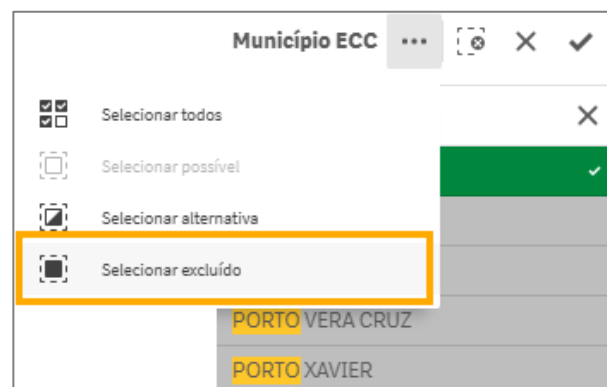 Município ECC
Selecionar todos
Selecionar possível
Selecionar alternativa
Selecionar excluído
PORTO VERA CRUZ
PORTO XAVIER